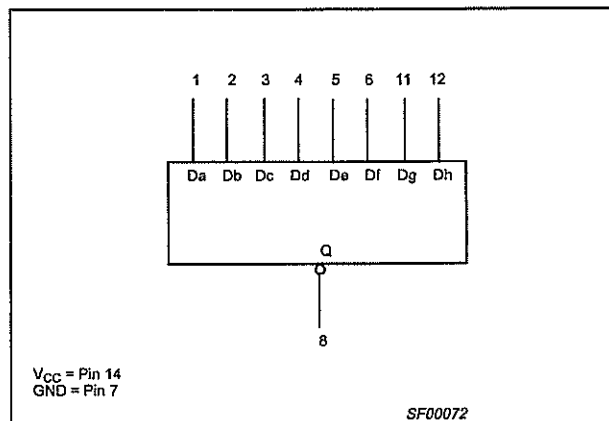 1 2 3 4 5 6 11 12
Da Db Dc Dd De Df Dg Dh
Q
8
VCC = Pin 14
GND = Pin 7
SF00072